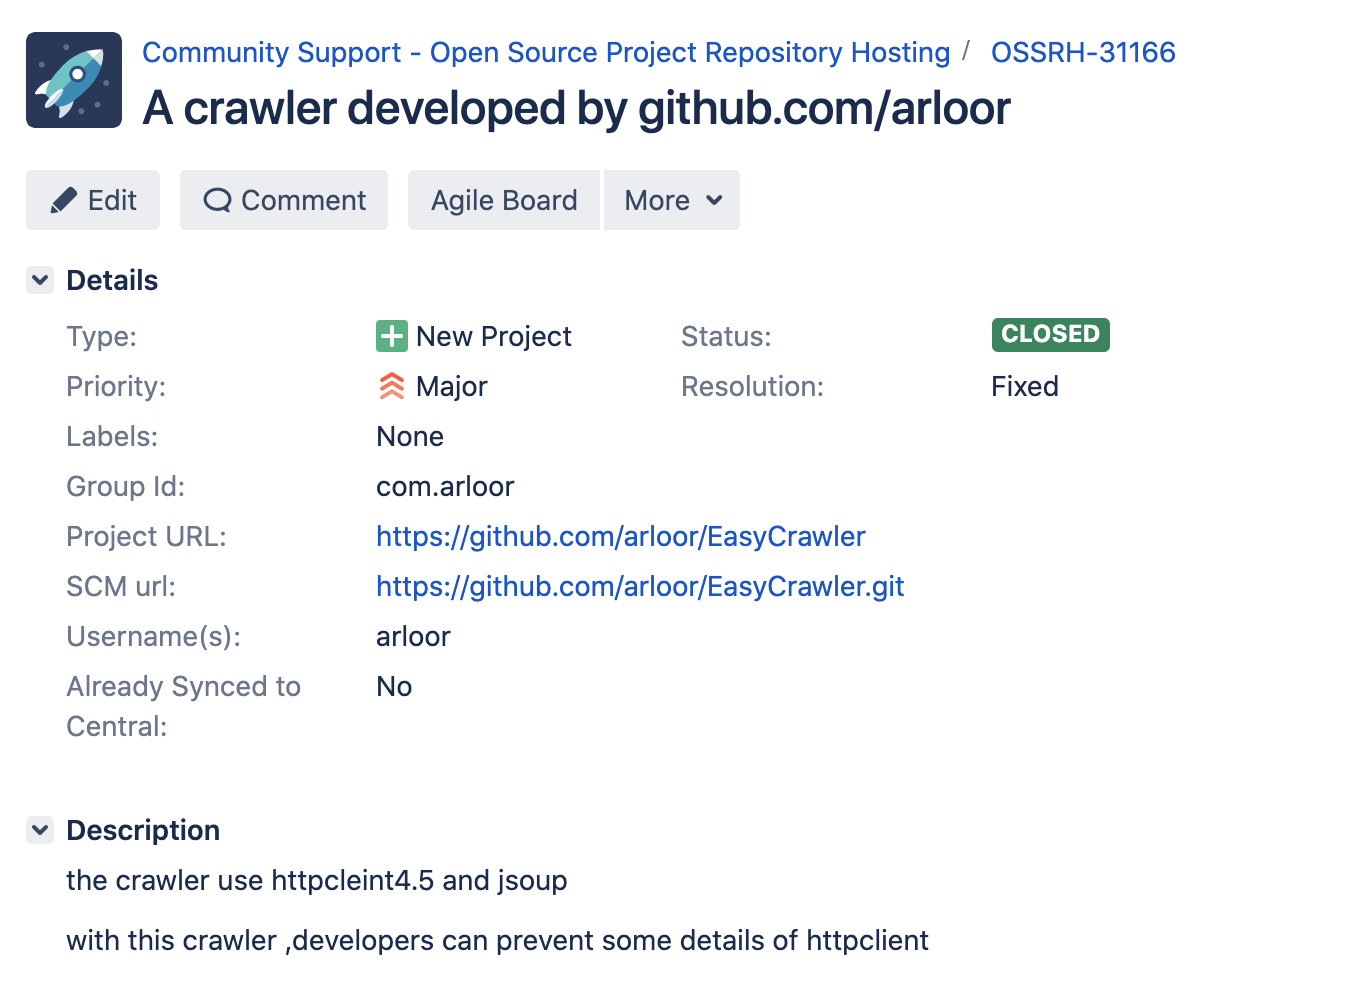 Community Support - Open Source Project Repository Hosting / OSSRH-31166
A crawler developed by github.com/arloor
Edit Comment Agile Board More
Details
Type: New Project Status: CLOSED
Priority: Major Resolution: Fixed
Labels: None
Group Id: com.arloor
Project URL: https://github.com/arloor/EasyCrawler
SCM url: https://github.com/arloor/EasyCrawler.git
Username(s): arloor
Already Synced to No
Central:
Description
the crawler use httpcleint4.5 and jsoup
with this crawler ,developers can prevent some details of httpclient